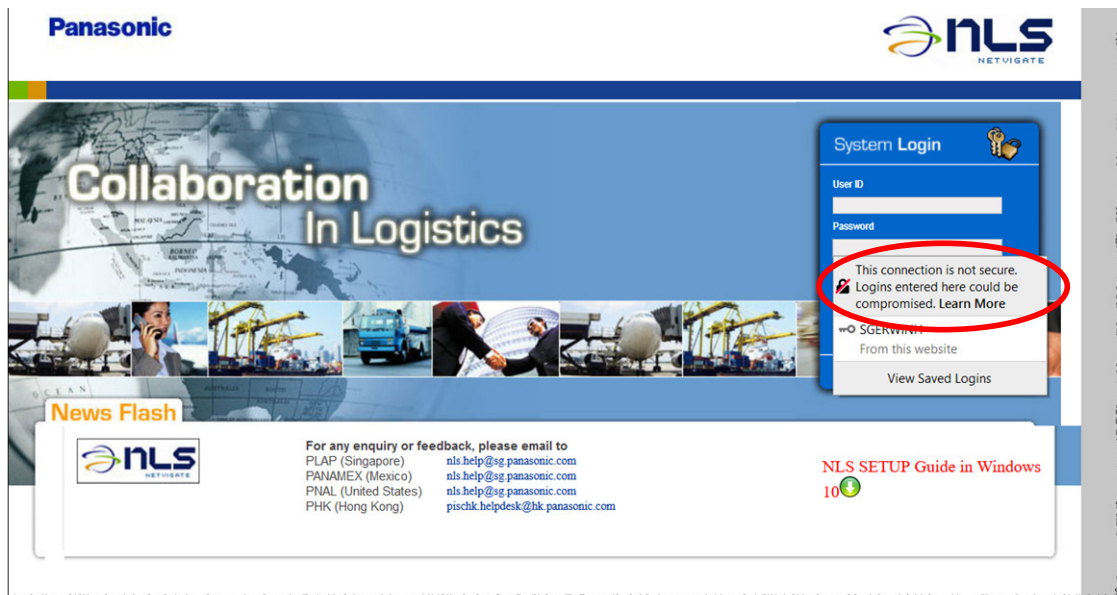 Panasonic
NLS
NETVIGATE
System Login
Collaboration
In Logistics
User ID
Password
This connection is not secure.
Logins entered here could be
compromised. Learn More
SGERWINH
From this website
View Saved Logins
News Flash
NLS
NETVIGATE
For any enquiry or feedback, please email to
PLAP (Singapore) nls.help@sg.panasonic.com
PANAMEX (Mexico) nls.help@sg.panasonic.com
PNAL (United States) nls.help@sg.panasonic.com
PHK (Hong Kong) pischk.helpdesk@hk.panasonic.com
NLS SETUP Guide in Windows
10